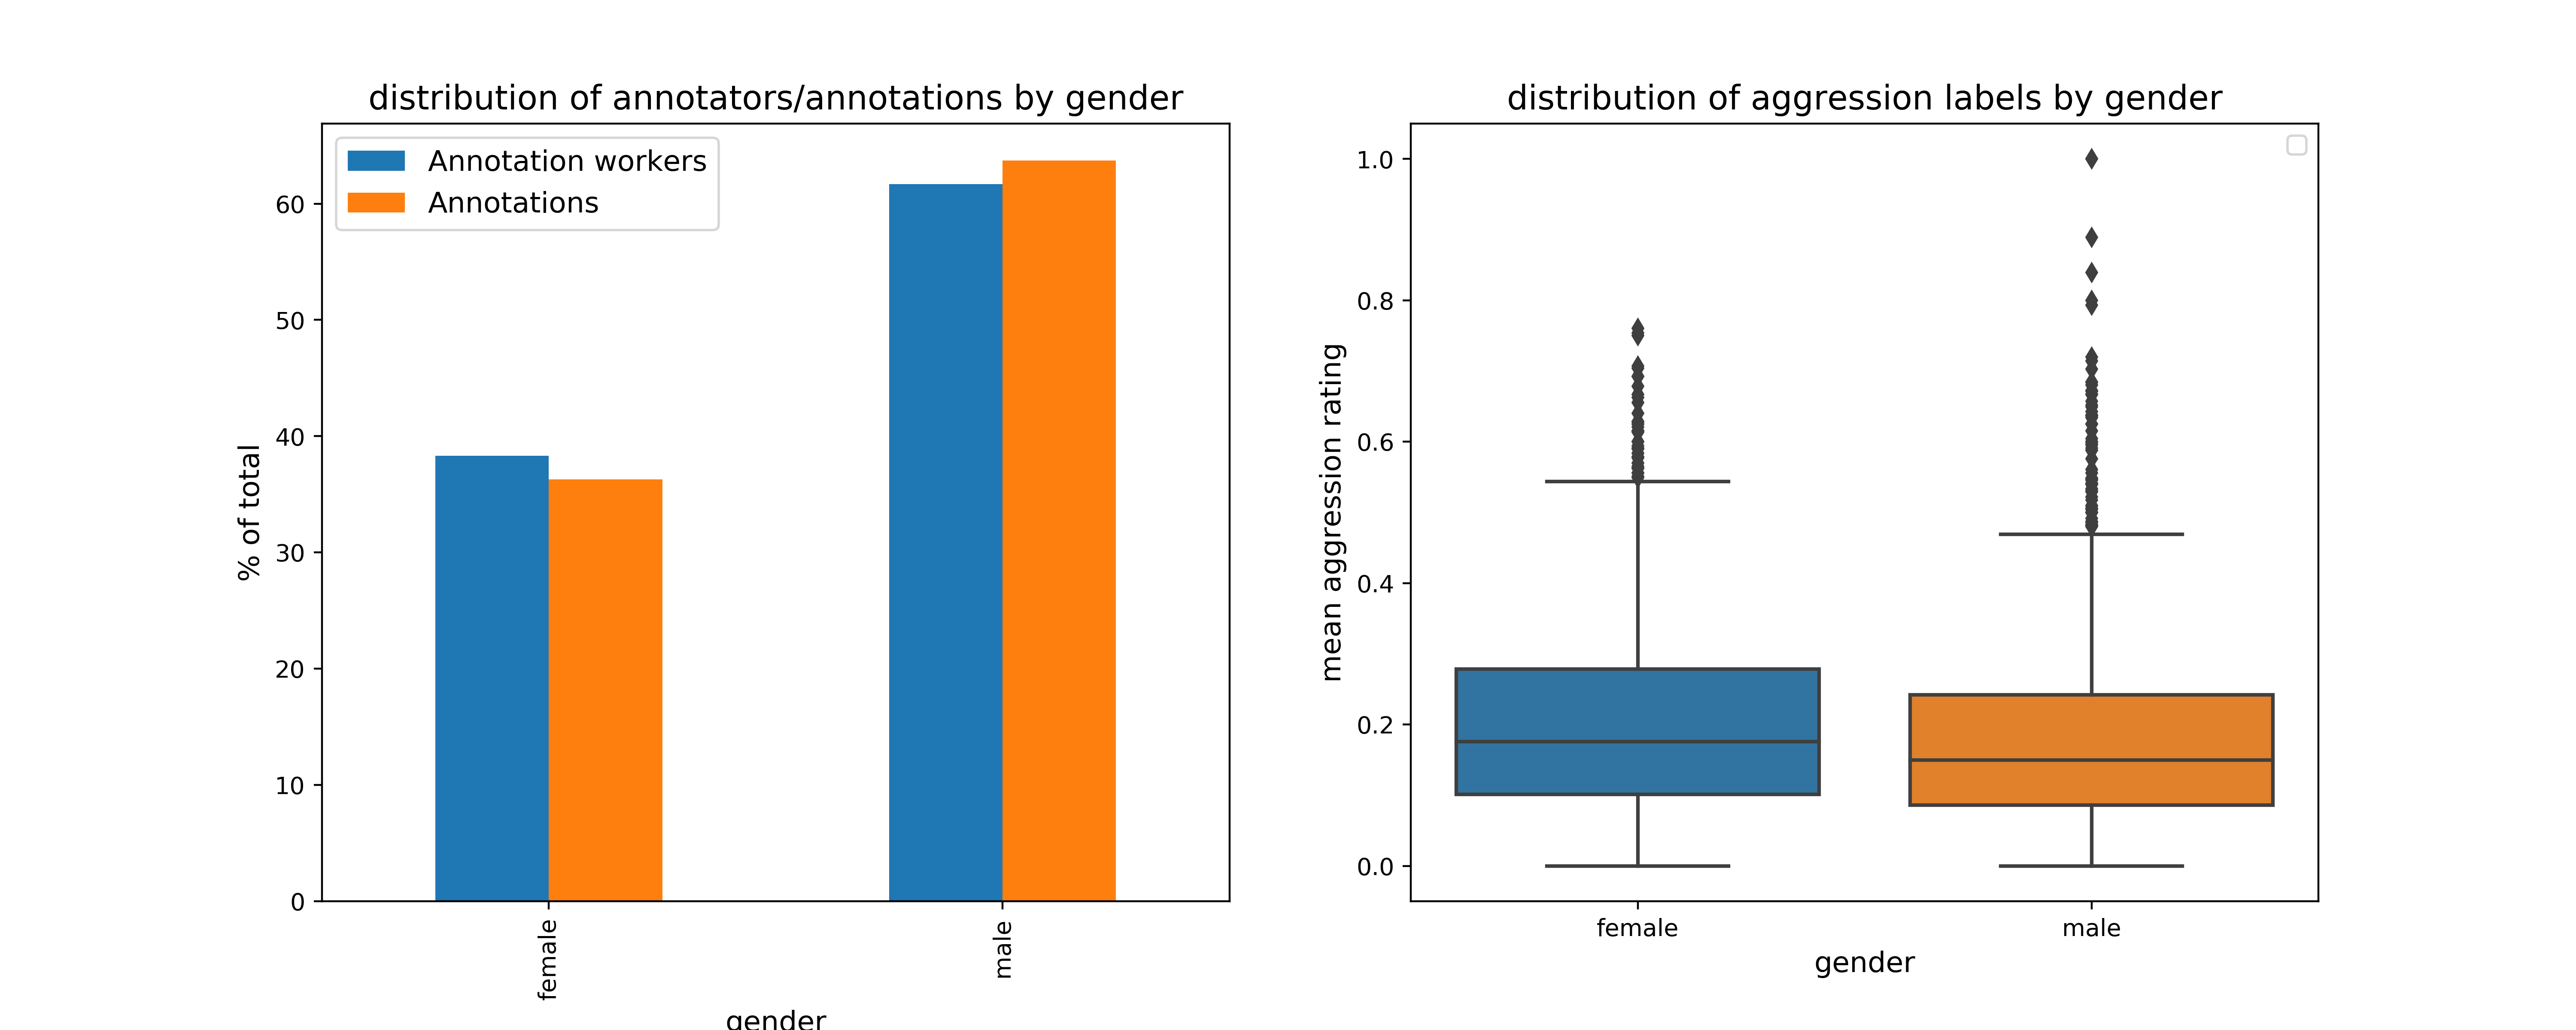 distribution of annotators/annotations by gender
Annotation workers
Annotations
% of total
60
50
40
30
20
10
0
female
male
gender
distribution of aggression labels by gender
mean aggression rating
1.0
0.8
0.6
0.4
0.2
0.0
female
male
gender